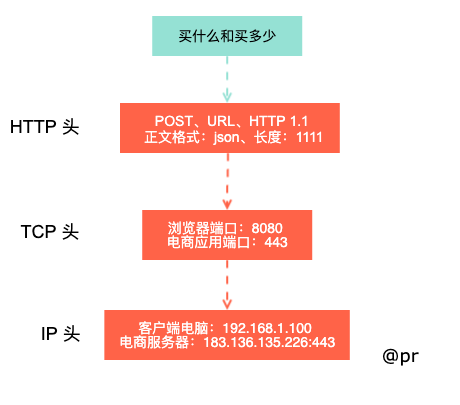 买什么和买多少
HTTP 头
POST、URL、HTTP 1.1
正文格式：json、长度：1111
TCP 头
浏览器端口：8080
电商应用端口：443
IP 头
客户端电脑：192.168.1.100
电商服务器：183.136.135.226:443
@pr